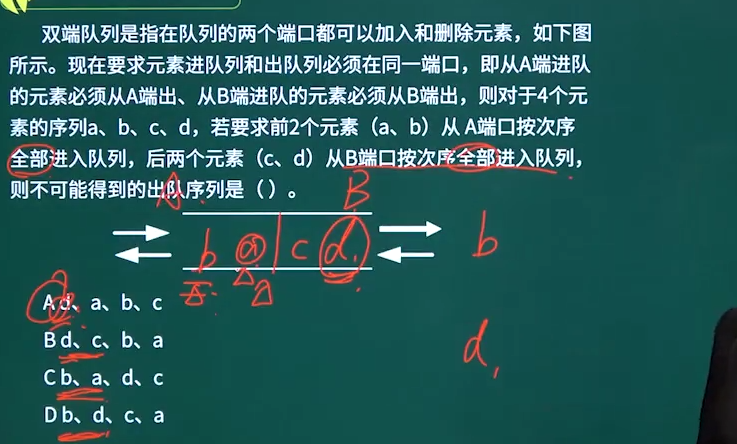 双端队列是指在队列的两个端口都可以加入和删除元素，如下图
所示。现在要求元素进队列和出队列必须在同一端口，即从A端进队
的元素必须从A端出、从B端进队的元素必须从B端出，则对于4个元
素的序列a、b、c、d，若要求前2个元素（a、b）从 A端口按次序
全部进入队列，后两个元素（c、d）从B端口按次序全部进入队列，
则不可能得到的出队序列是（ ）。
A B
b a c d b
A d、a、b、c
B d、c、b、a
d
C b、a、d、c
D b、d、c、a